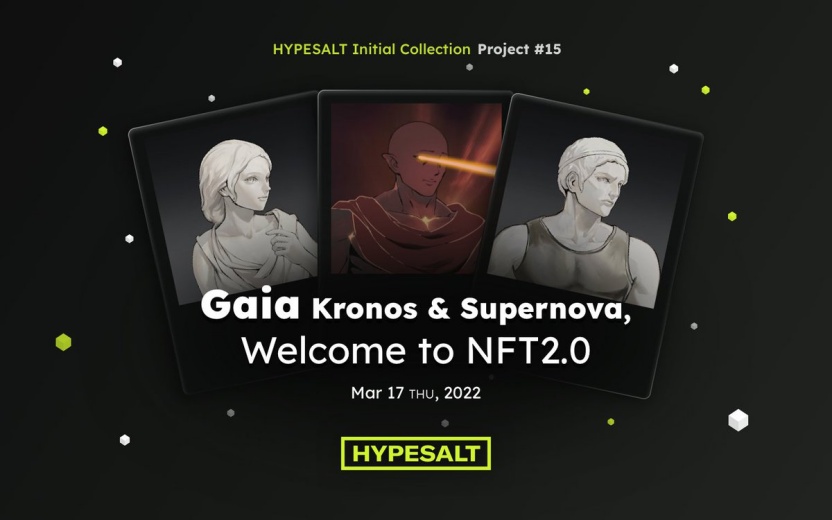 HYPESALT Initial Collection Project #15
Gaia Kronos & Supernova,
Welcome to NFT2.0
Mar 17 THU, 2022
HYPESALT